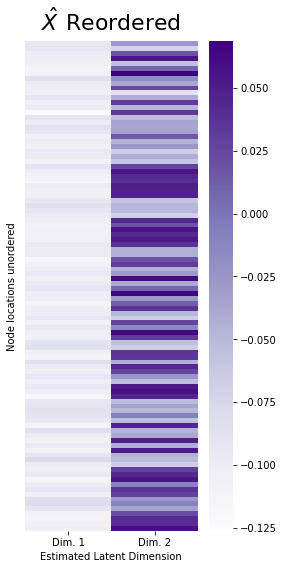 X̂ Reordered
0.050
0.025
0.000
−0.025
−0.050
−0.075
−0.100
−0.125
Node locations unordered
Dim. 1 Dim. 2
Estimated Latent Dimension